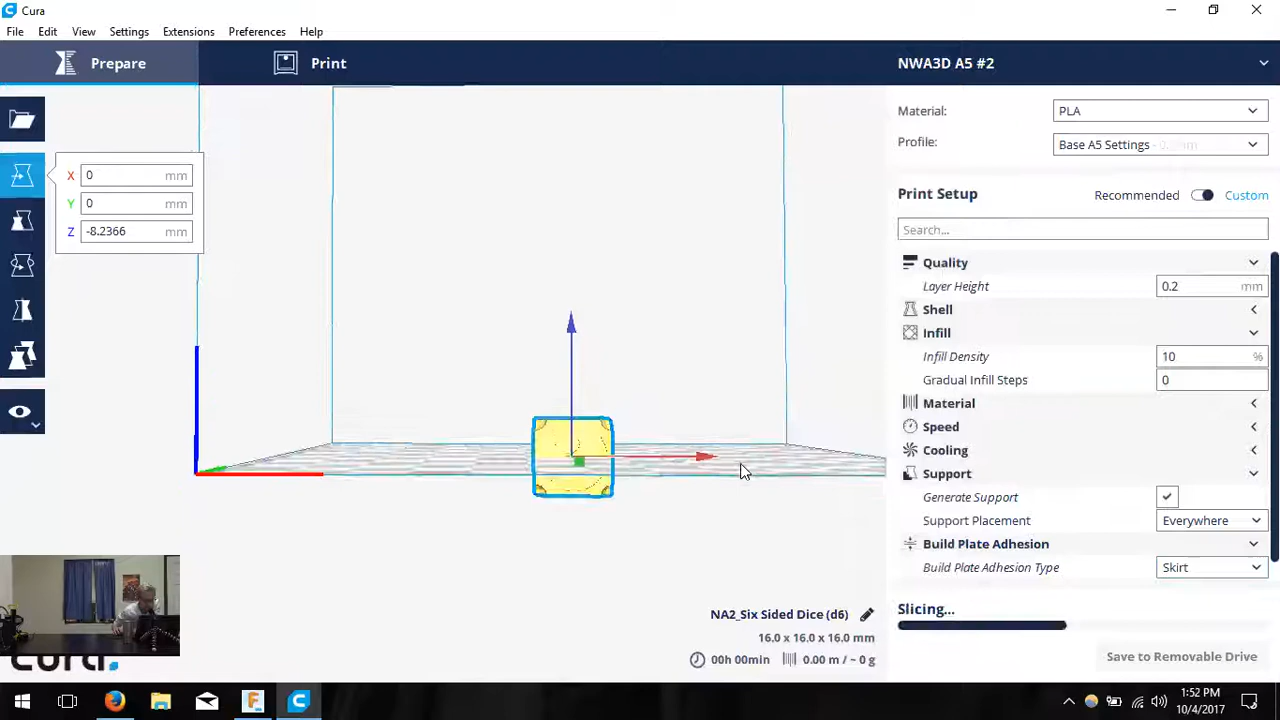 Cura
File Edit View Settings Extensions Preferences Help
Prepare Print NWA3D A5 #2
Material: PLA
Profile: Base A5 Settings
X 0 mm
Y 0 mm
Z -8.2366 mm
Print Setup Recommended Custom
Search...
Quality
Layer Height 0.2 mm
Shell
Infill
Infill Density 10 %
Gradual Infill Steps 0
Material
Speed
Cooling
Support
Generate Support
Support Placement Everywhere
Build Plate Adhesion
Build Plate Adhesion Type Skirt
NA2_Six Sided Dice (d6)
16.0 x 16.0 x 16.0 mm
00h 00min 0.00 m / ~ 0 g
Slicing...
Save to Removable Drive
cura.
1:52 PM
10/4/2017